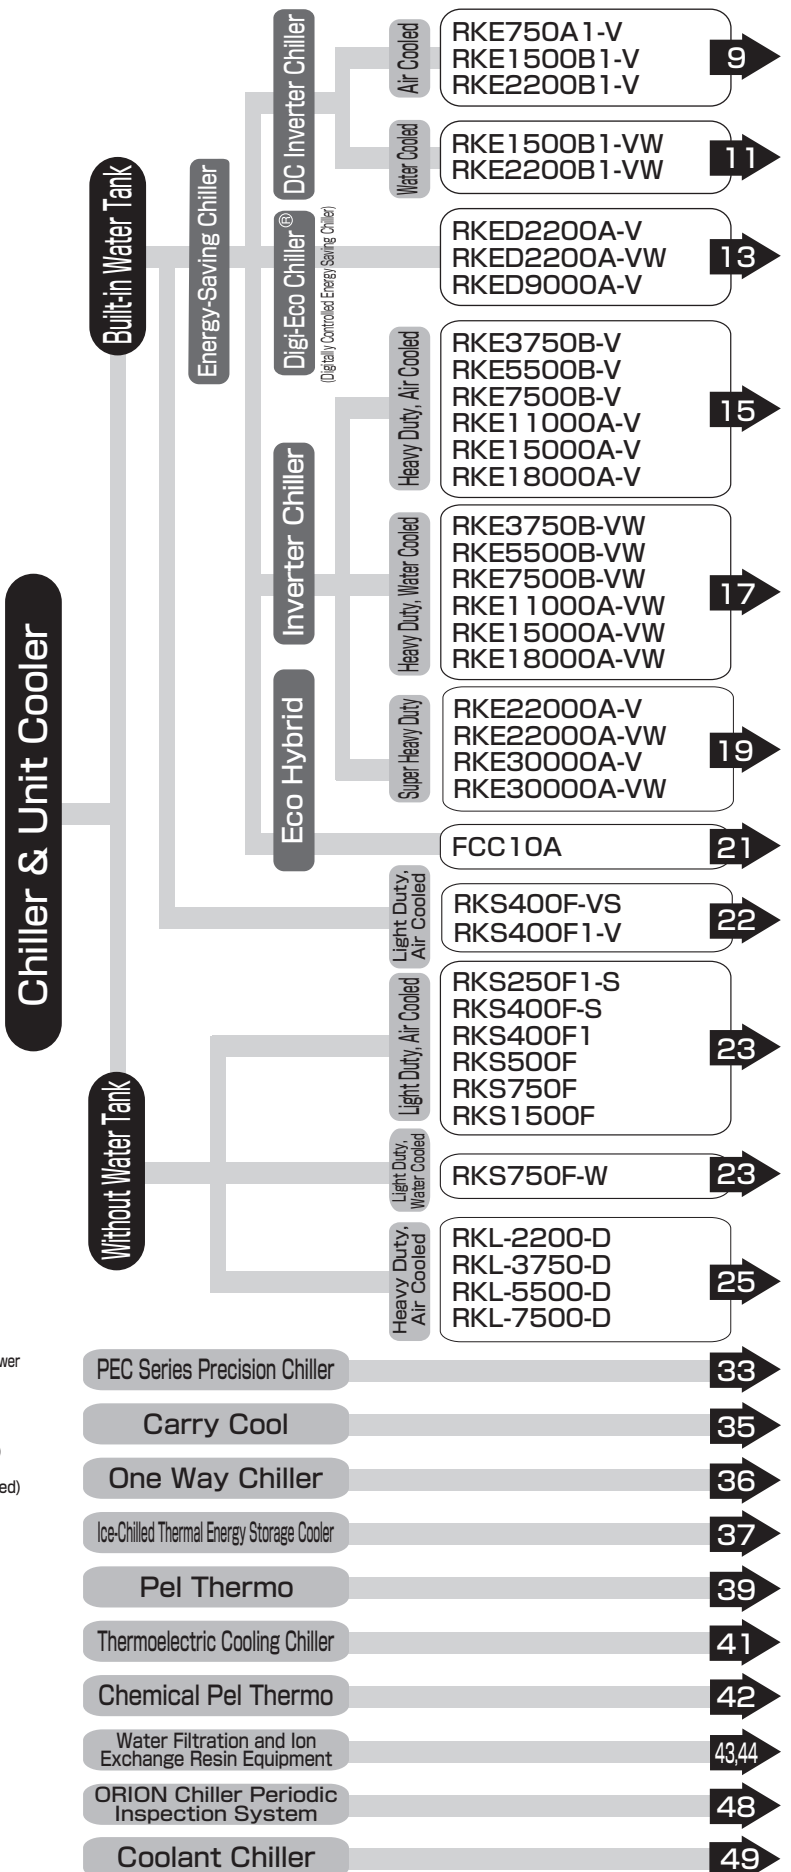 Chiller & Unit Cooler
Built-in Water Tank
Energy-Saving Chiller
DC Inverter Chiller
Air Cooled
RKE750A1-V
RKE1500B1-V
RKE2200B1-V
9
Water Cooled
RKE1500B1-VW
RKE2200B1-VW
11
Digi-Eco Chiller®
(Digitally Controlled Energy Saving Chiller)
RKED2200A-V
RKED2200A-VW
RKED9000A-V
13
Inverter Chiller
Heavy Duty, Air Cooled
RKE3750B-V
RKE5500B-V
RKE7500B-V
RKE11000A-V
RKE15000A-V
RKE18000A-V
15
Heavy Duty, Water Cooled
RKE3750B-VW
RKE5500B-VW
RKE7500B-VW
RKE11000A-VW
RKE15000A-VW
RKE18000A-VW
17
Super Heavy Duty
RKE22000A-V
RKE22000A-VW
RKE30000A-V
RKE30000A-VW
19
Eco Hybrid
FCC10A
21
Light Duty,
Air Cooled
RKS400F-VS
RKS400F1-V
22
Without Water Tank
Light Duty, Air Cooled
RKS250F1-S
RKS400F-S
RKS400F1
RKS500F
RKS750F
RKS1500F
23
Light Duty,
Water Cooled
RKS750F-W
23
Heavy Duty,
Air Cooled
RKL-2200-D
RKL-3750-D
RKL-5500-D
RKL-7500-D
25
wer
)
ed)
PEC Series Precision Chiller
33
Carry Cool
35
One Way Chiller
36
Ice-Chilled Thermal Energy Storage Cooler
37
Pel Thermo
39
Thermoelectric Cooling Chiller
41
Chemical Pel Thermo
42
Water Filtration and Ion
Exchange Resin Equipment
43,44
ORION Chiller Periodic
Inspection System
48
Coolant Chiller
49